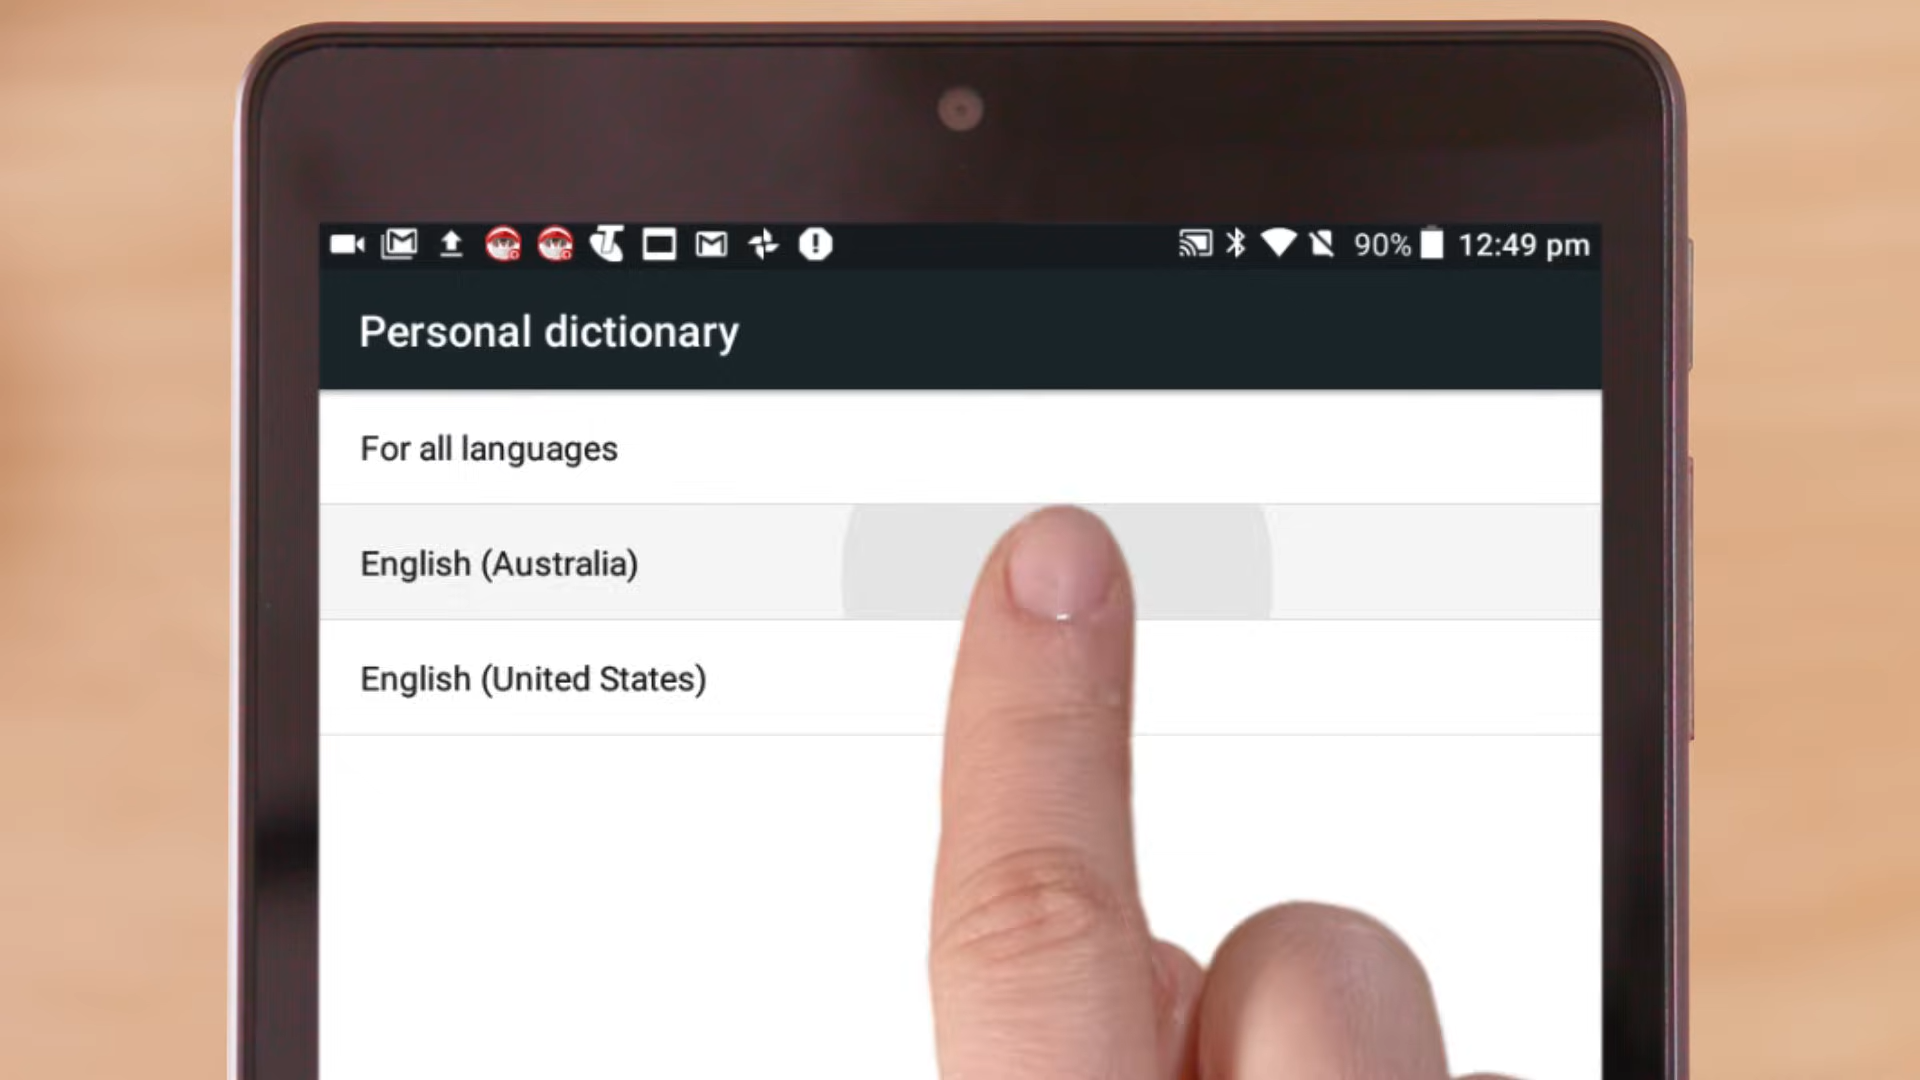 90% 12:49 pm
Personal dictionary
For all languages
English (Australia)
English (United States)